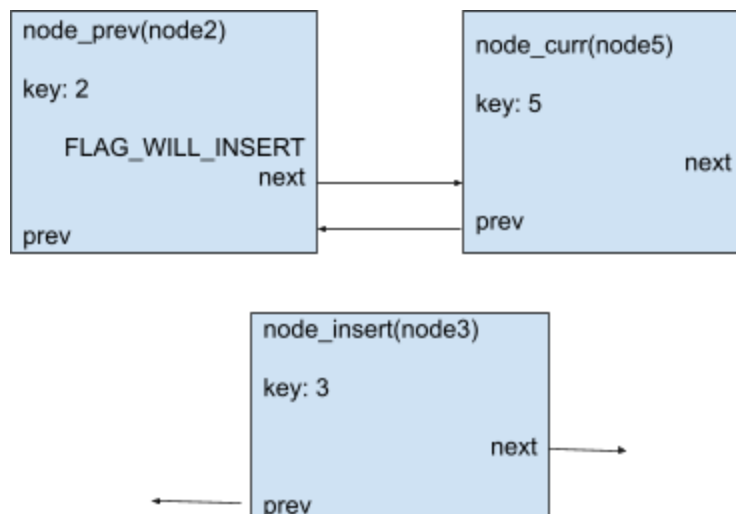 node_prev(node2)
key: 2
FLAG_WILL_INSERT
next
prev
node_curr(node5)
key: 5
next
prev
node_insert(node3)
key: 3
next
prev